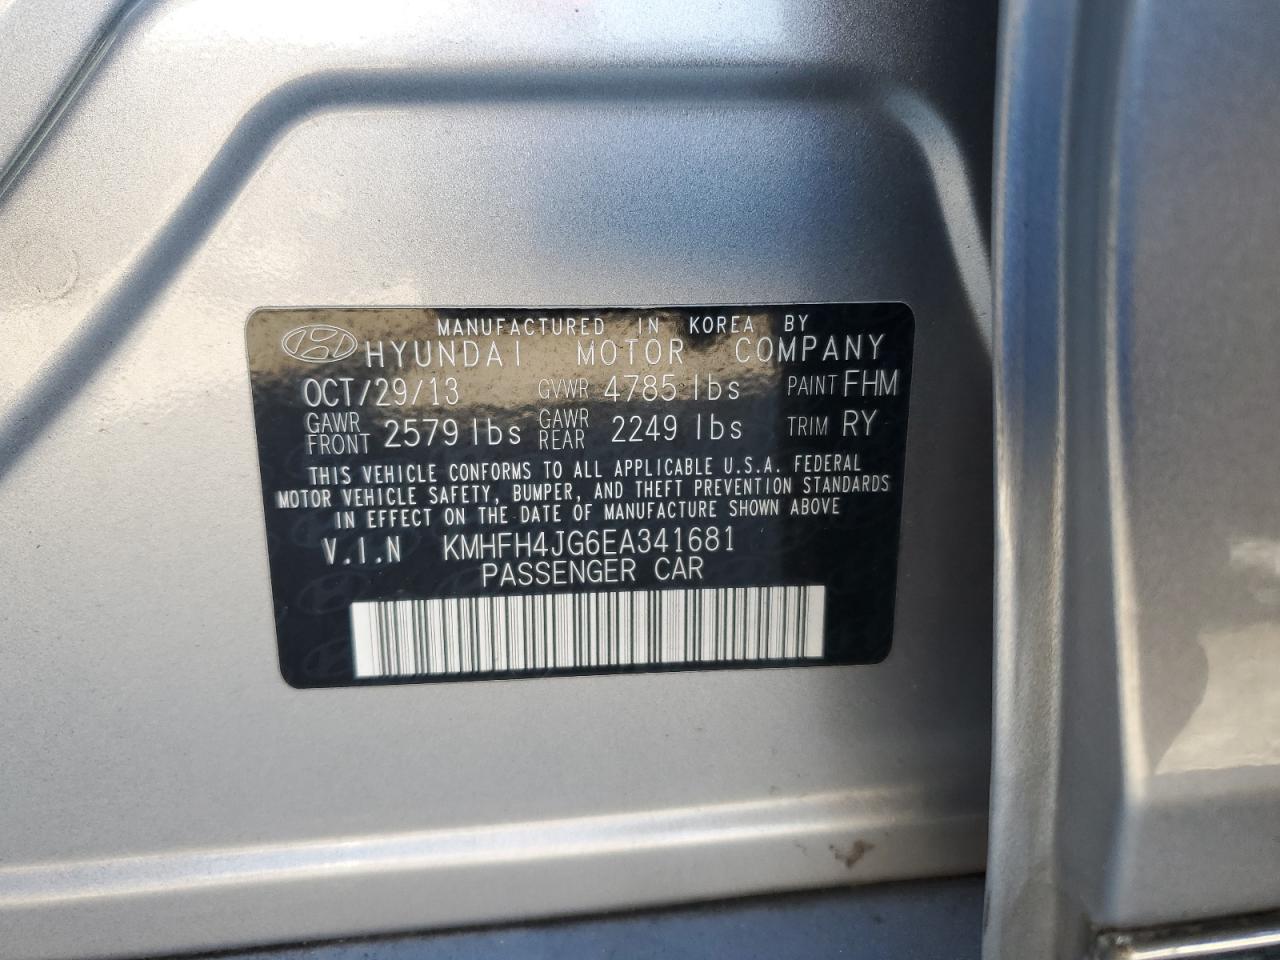 MANUFACTURED IN KOREA BY
HYUNDAI MOTOR COMPANY
OCT/29/13 GVWR 4785 lbs PAINT FHM
GAWR FRONT 2579 lbs GAWR REAR 2249 lbs TRIM RY
THIS VEHICLE CONFORMS TO ALL APPLICABLE U.S.A. FEDERAL
MOTOR VEHICLE SAFETY, BUMPER, AND THEFT PREVENTION STANDARDS
IN EFFECT ON THE DATE OF MANUFACTURE SHOWN ABOVE
V.I.N KMHFH4JG6EA341681
PASSENGER CAR